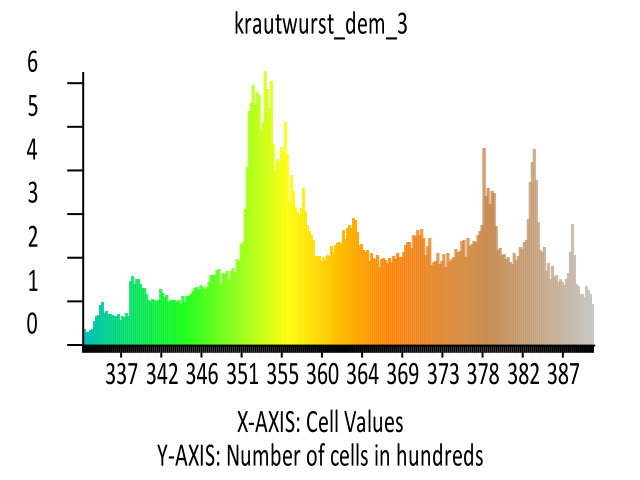 krautwurst_dem_3
6
5
4
3
2
1
0
337 342 346 351 355 360 364 369 373 378 382 387
X-AXIS: Cell Values
Y-AXIS: Number of cells in hundreds